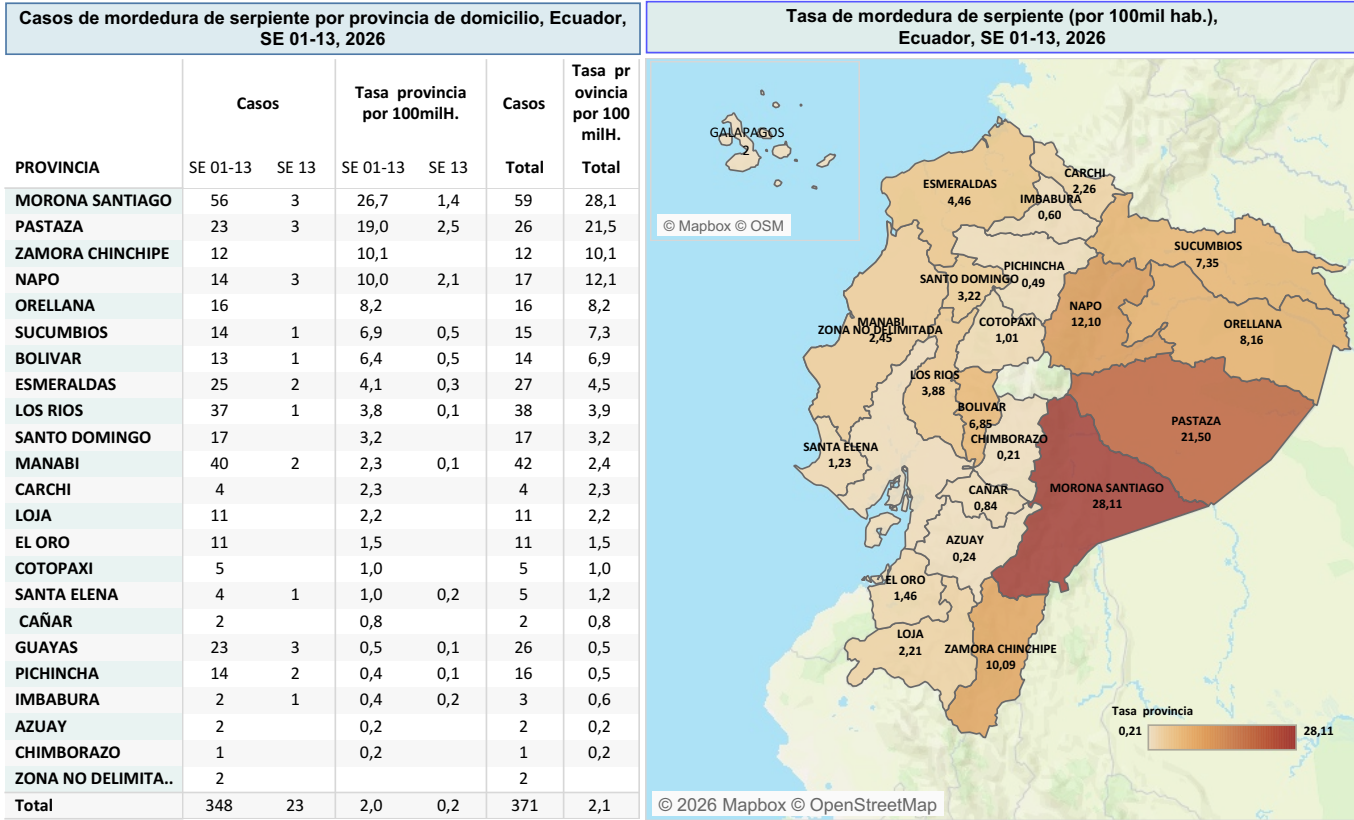 Casos de mordedura de serpiente por provincia de domicilio, Ecuador,
SE 01-13, 2026
Casos
Tasa provincia
por 100milH.
Casos
Tasa pr
ovincia
por 100
milH.
PROVINCIA SE 01-13 SE 13 SE 01-13 SE 13 Total Total
MORONA SANTIAGO 56 3 26,7 1,4 59 28,1
PASTAZA 23 3 19,0 2,5 26 21,5
ZAMORA CHINCHIPE 12 10,1 12 10,1
NAPO 14 3 10,0 2,1 17 12,1
ORELLANA 16 8,2 16 8,2
SUCUMBIOS 14 1 6,9 0,5 15 7,3
BOLIVAR 13 1 6,4 0,5 14 6,9
ESMERALDAS 25 2 4,1 0,3 27 4,5
LOS RIOS 37 1 3,8 0,1 38 3,9
SANTO DOMINGO 17 3,2 17 3,2
MANABI 40 2 2,3 0,1 42 2,4
CARCHI 4 2,3 4 2,3
LOJA 11 2,2 11 2,2
EL ORO 11 1,5 11 1,5
COTOPAXI 5 1,0 5 1,0
SANTA ELENA 4 1 1,0 0,2 5 1,2
CAÑAR 2 0,8 2 0,8
GUAYAS 23 3 0,5 0,1 26 0,5
PICHINCHA 14 2 0,4 0,1 16 0,5
IMBABURA 2 1 0,4 0,2 3 0,6
AZUAY 2 0,2 2 0,2
CHIMBORAZO 1 0,2 1 0,2
ZONA NO DELIMITA.. 2 2
Total 348 23 2,0 0,2 371 2,1
Tasa de mordedura de serpiente (por 100mil hab.),
Ecuador, SE 01-13, 2026
GALAPAGOS
2
© Mapbox © OSM
ESMERALDAS
4,46
CARCHI
2,26
IMBABURA
0,60
SUCUMBIOS
7,35
PICHINCHA
0,49
SANTO DOMINGO
3,22
NAPO
12,10
ORELLANA
8,16
MANABI
ZONA NO DELIMITADA
2,45
COTOPAXI
1,01
LOS RIOS
3,88
BOLIVAR
6,85
PASTAZA
21,50
CHIMBORAZO
0,21
SANTA ELENA
1,23
MORONA SANTIAGO
28,11
CAÑAR
0,84
AZUAY
0,24
EL ORO
1,46
LOJA
2,21
ZAMORA CHINCHIPE
10,09
Tasa provincia
0,21 28,11
© 2026 Mapbox © OpenStreetMap